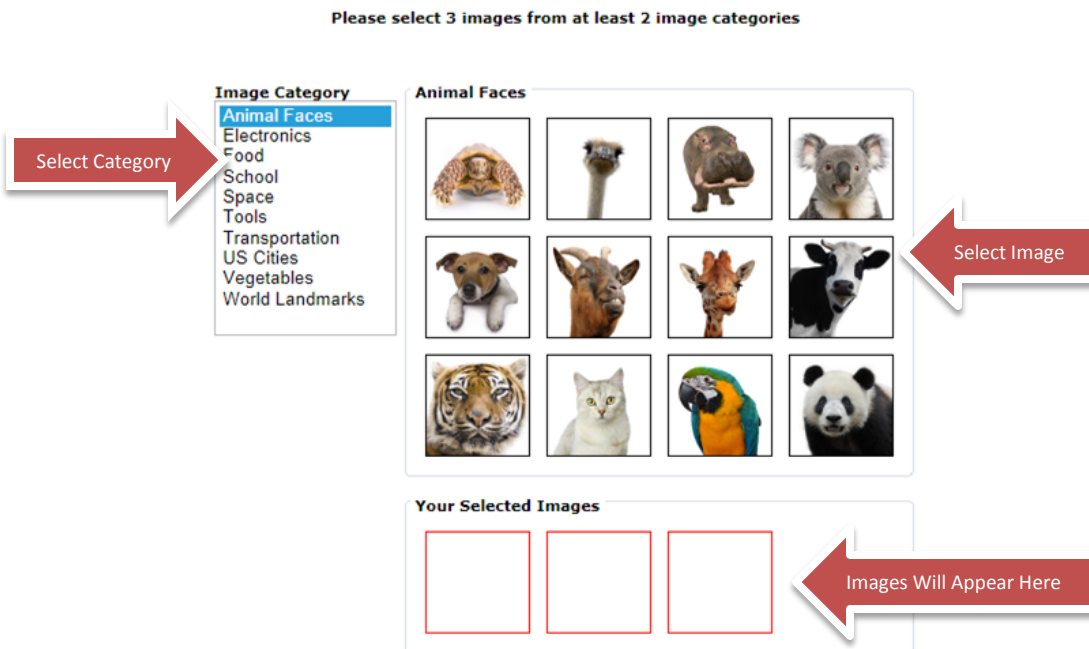 Please select 3 images from at least 2 image categories
Image Category
Animal Faces
Electronics
Food
School
Space
Tools
Transportation
US Cities
Vegetables
World Landmarks
Select Category
Animal Faces
Select Image
Your Selected Images
Images Will Appear Here